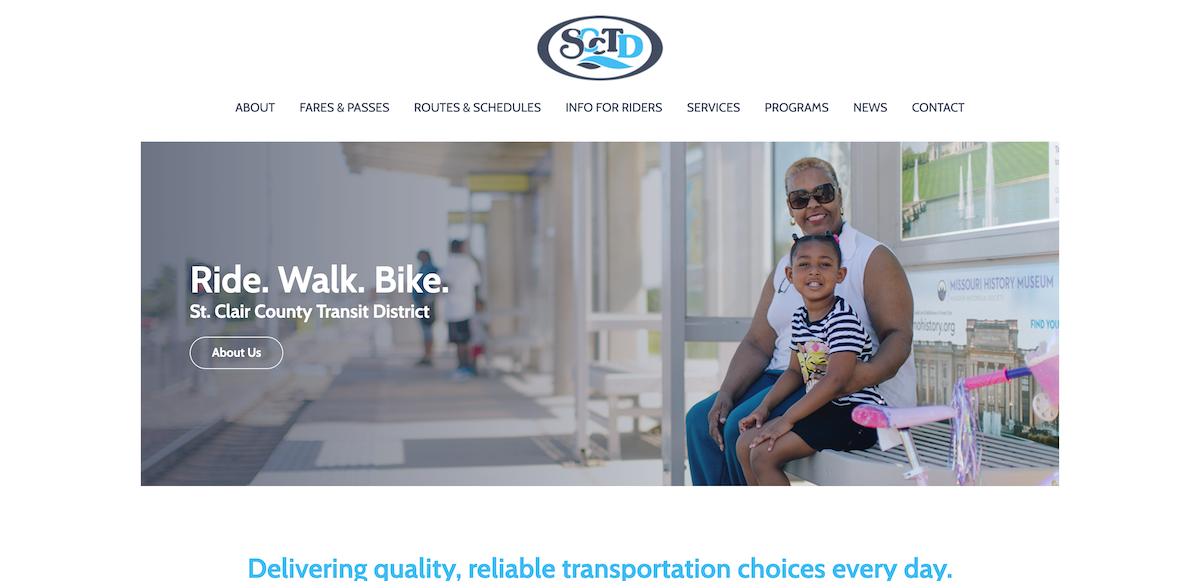 SCCTD
ABOUT FARES & PASSES ROUTES & SCHEDULES INFO FOR RIDERS SERVICES PROGRAMS NEWS CONTACT
Ride. Walk. Bike.
St. Clair County Transit District
About Us
MISSOURI HISTORY MUSEUM
mohistory.org
FIND YOU
Delivering quality, reliable transportation choices every day.